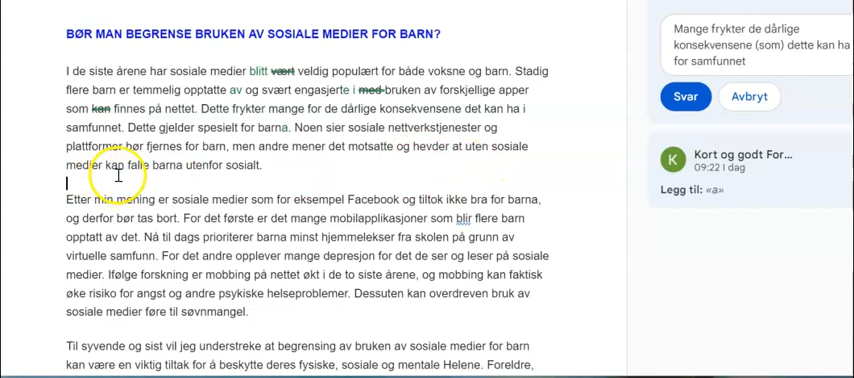 BØR MAN BEGRENSE BRUKEN AV SOSIALE MEDIER FOR BARN?
I de siste årene har sosiale medier blitt vært veldig populært for både voksne og barn. Stadig
flere barn er temmelig opptatte av og svært engasjerte i med bruken av forskjellige apper
som kan finnes på nettet. Dette frykter mange for de dårlige konsekvensene det kan ha i
samfunnet. Dette gjelder spesielt for barna. Noen sier sosiale nettverkstjenester og
plattformer bør fjernes for barn, men andre mener det motsatte og hevder at uten sosiale
medier kan falle barna utenfor sosialt.
Etter min mening er sosiale medier som for eksempel Facebook og tiltok ikke bra for barna,
og derfor bør tas bort. For det første er det mange mobilapplikasjoner som blir flere barn
opptatt av det. Nå til dags prioriterer barna minst hjemmelekser fra skolen på grunn av
virtuelle samfunn. For det andre opplever mange depresjon for det de ser og leser på sosiale
medier. Ifølge forskning er mobbing på nettet økt i de to siste årene, og mobbing kan faktisk
øke risiko for angst og andre psykiske helseproblemer. Dessuten kan overdreven bruk av
sosiale medier føre til søvnmangel.
Til syvende og sist vil jeg understreke at begrensing av bruken av sosiale medier for barn
kan være en viktig tiltak for å beskytte deres fysiske, sosiale og mentale Helene. Foreldre,
Mange frykter de dårlige
konsekvensene (som) dette kan ha
for samfunnet
Svar
Avbryt
K
Kort og godt For...
09:22 I dag
Legg til: «a»